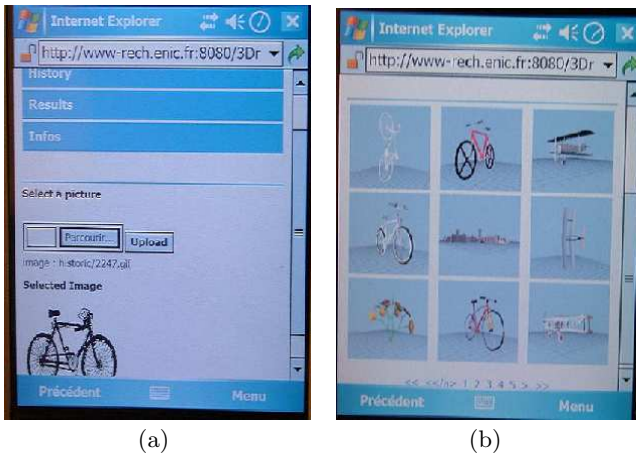 Internet Explorer
http://www-rech.enic.fr:8080/3Dr
History
Results
Infos
Select a picture
Parcourir... Upload
image : historic/2247.gif
Selected Image
Précédent Menu
(a)
Internet Explorer
http://www-rech.enic.fr:8080/3Dr
<< <</a> 1 2 3 4 5 > >>
Précédent Menu
(b)